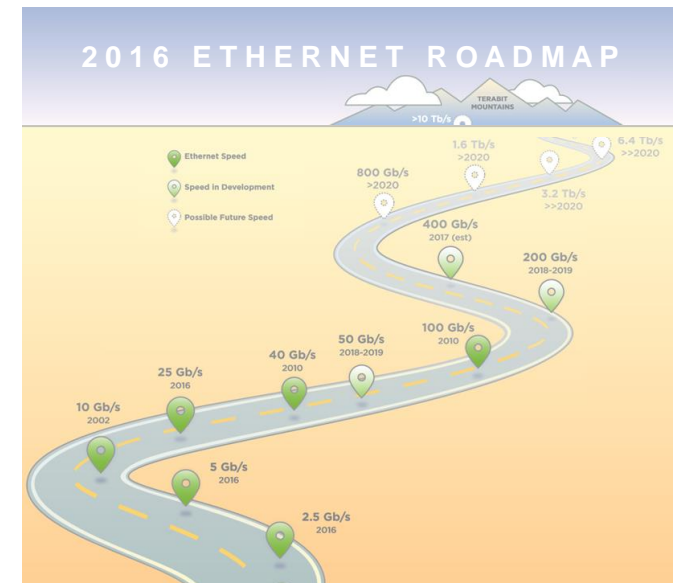 2016 ETHERNET ROADMAP
TERABIT
MOUNTAINS
>10 Tb/s
Ethernet Speed
Speed in Development
Possible Future Speed
6.4 Tb/s
>>2020
1.6 Tb/s
>2020
3.2 Tb/s
>>2020
800 Gb/s
>2020
400 Gb/s
2017 (est)
200 Gb/s
2018-2019
100 Gb/s
2010
50 Gb/s
2018-2019
40 Gb/s
2010
25 Gb/s
2016
10 Gb/s
2002
5 Gb/s
2016
2.5 Gb/s
2016